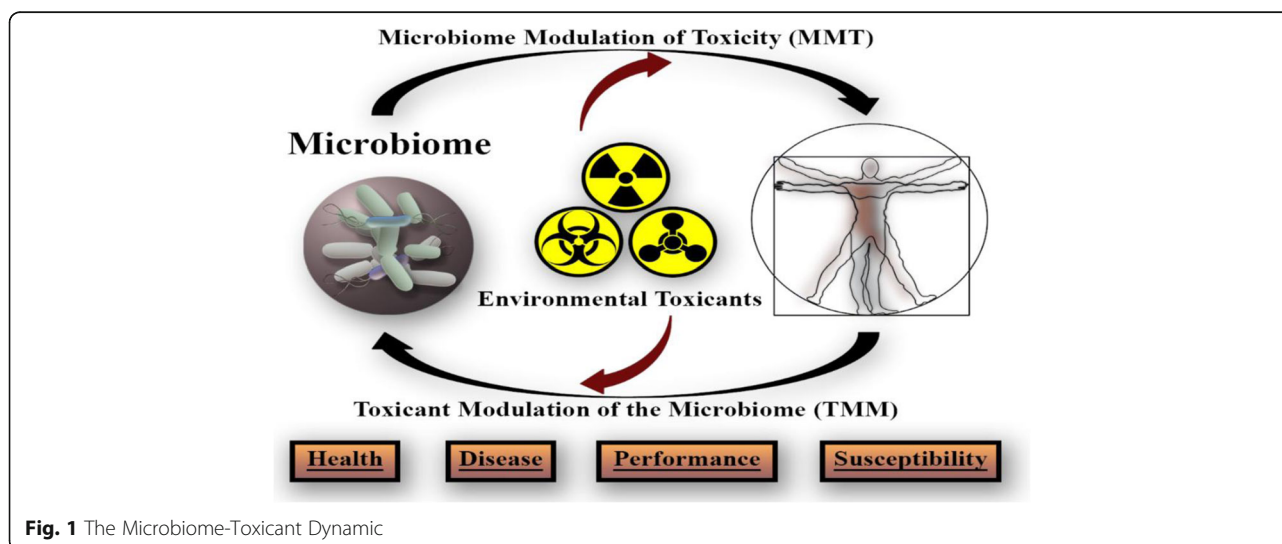 Microbiome Modulation of Toxicity (MMT)
Microbiome
Environmental Toxicants
Toxicant Modulation of the Microbiome (TMM)
Health
Disease
Performance
Susceptibility
Fig. 1 The Microbiome-Toxicant Dynamic